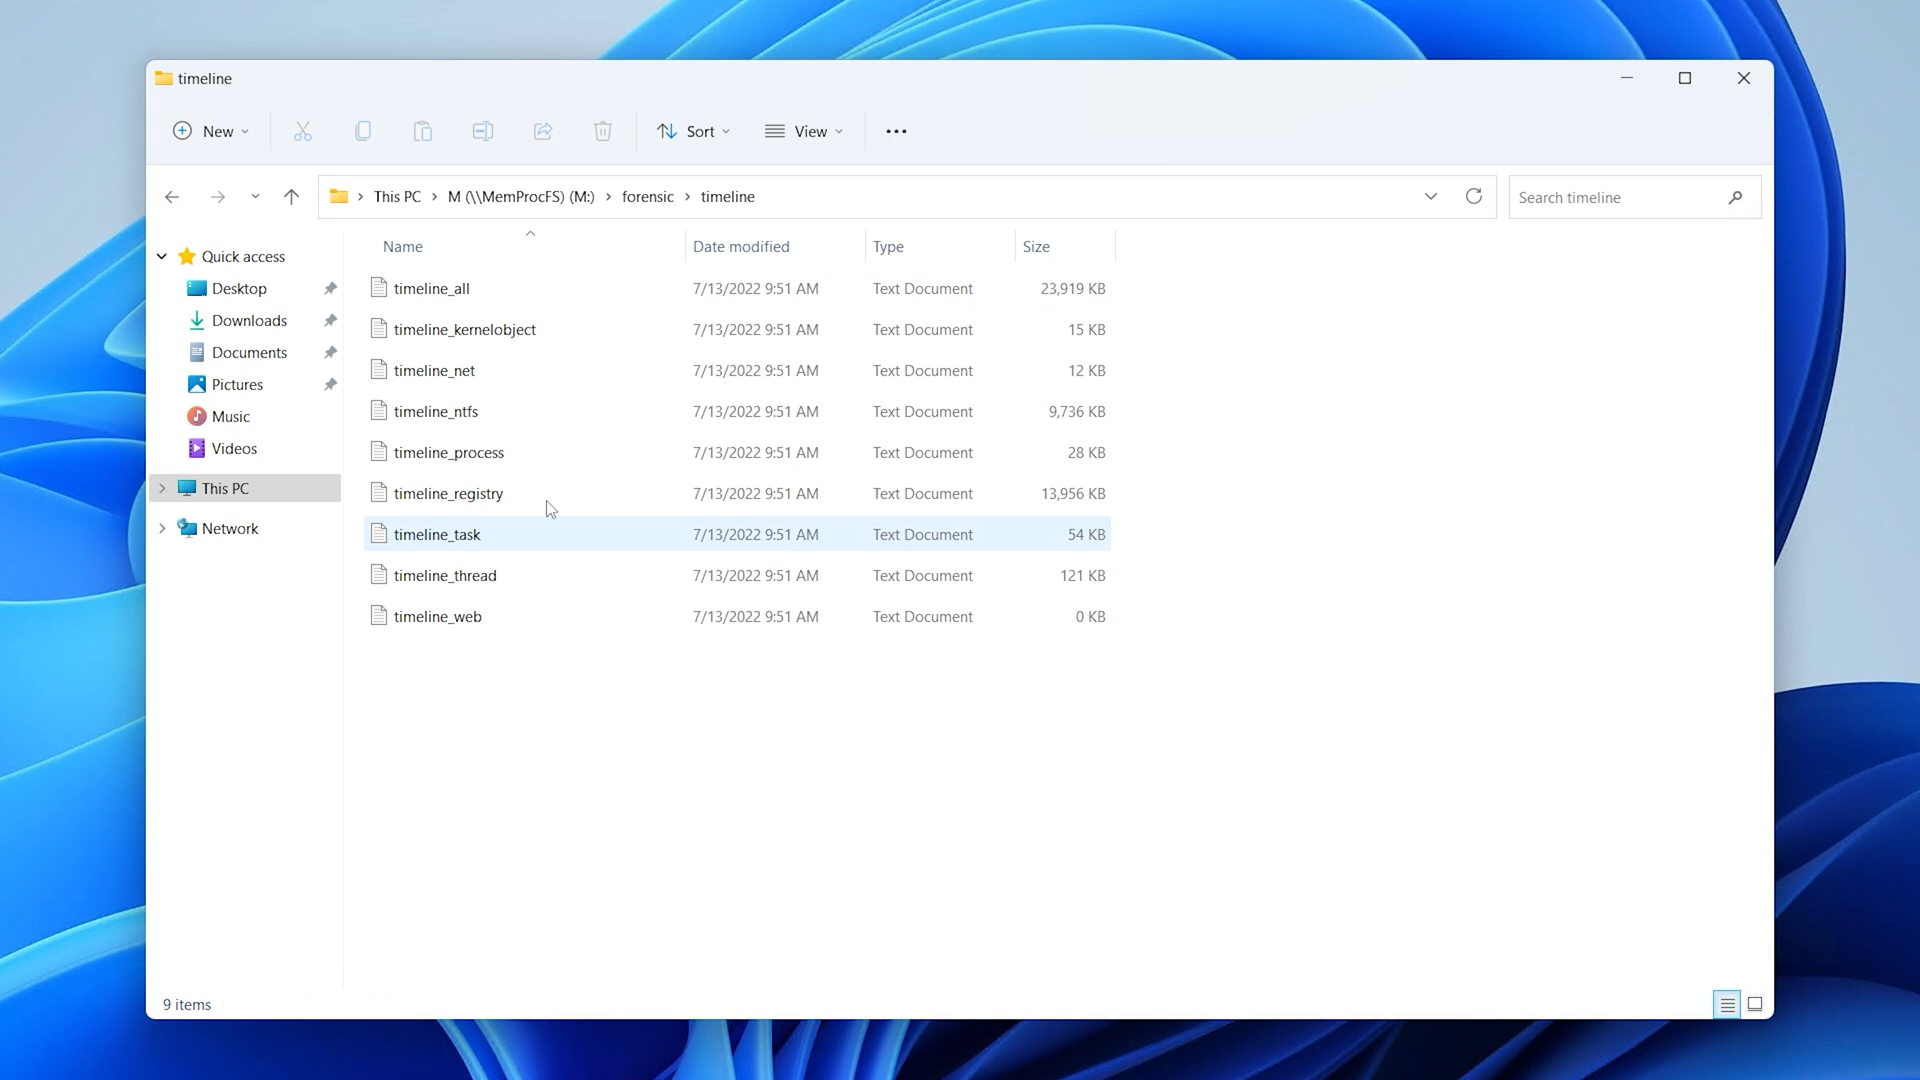 timeline
New
Sort
View
This PC
M (\\MemProcFS) (M:)
forensic
timeline
Search timeline
Quick access
Desktop
Downloads
Documents
Pictures
Music
Videos
This PC
Network
Name Date modified Type Size
timeline_all 7/13/2022 9:51 AM Text Document 23,919 KB
timeline_kernelobject 7/13/2022 9:51 AM Text Document 15 KB
timeline_net 7/13/2022 9:51 AM Text Document 12 KB
timeline_ntfs 7/13/2022 9:51 AM Text Document 9,736 KB
timeline_process 7/13/2022 9:51 AM Text Document 28 KB
timeline_registry 7/13/2022 9:51 AM Text Document 13,956 KB
timeline_task 7/13/2022 9:51 AM Text Document 54 KB
timeline_thread 7/13/2022 9:51 AM Text Document 121 KB
timeline_web 7/13/2022 9:51 AM Text Document 0 KB
9 items